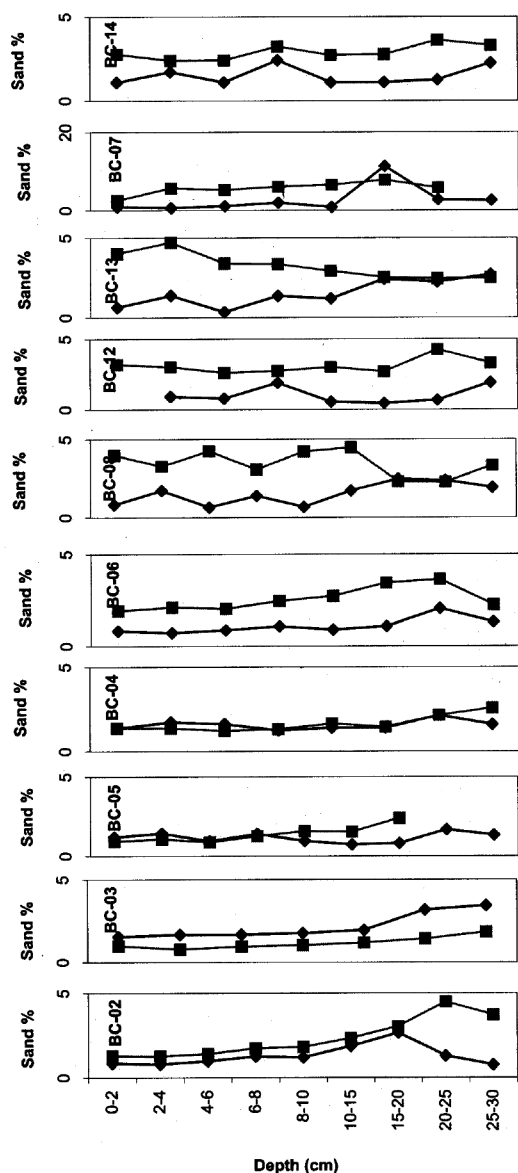 Sand %
5
0
BC-14
Sand %
20
0
BC-07
Sand %
5
0
BC-13
Sand %
5
0
BC-12
Sand %
5
0
Sand %
5
0
BC-06
Sand %
5
0
BC-04
Sand %
5
0
BC-05
Sand %
5
0
BC-03
Sand %
5
0
BC-02
0-2
2-4
4-6
6-8
8-10
10-15
15-20
20-25
25-30
Depth (cm)